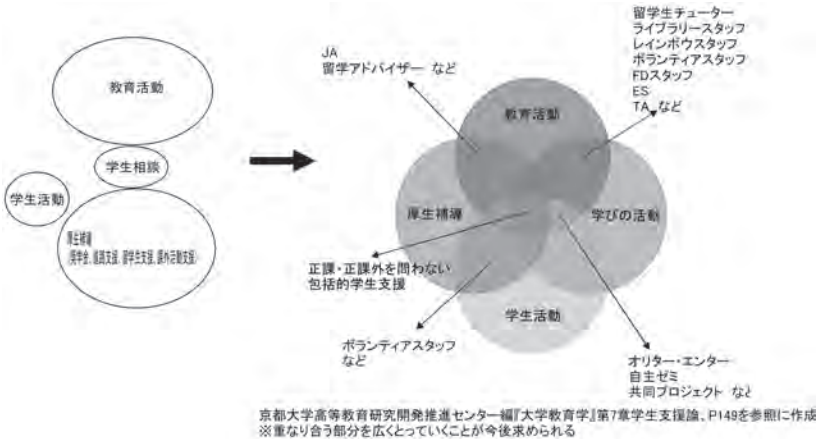 教育活動
学生相談
学生活動
厚生補導
(奨学金、進路支援、留学生支援、課外活動支援)
JA
留学アドバイザー など
留学生チューター
ライブラリースタッフ
レインボウスタッフ
ボランティアスタッフ
FDスタッフ
ES
TA など
教育活動
厚生補導
学びの活動
学生活動
正課・正課外を問わない
包括的学生支援
ボランティアスタッフ
など
オリター・エンター
自主ゼミ
共同プロジェクト など
京都大学高等教育研究開発推進センター編『大学教育学』第7章学生支援論、P149を参照に作成
※重なり合う部分を広くとっていくことが今後求められる